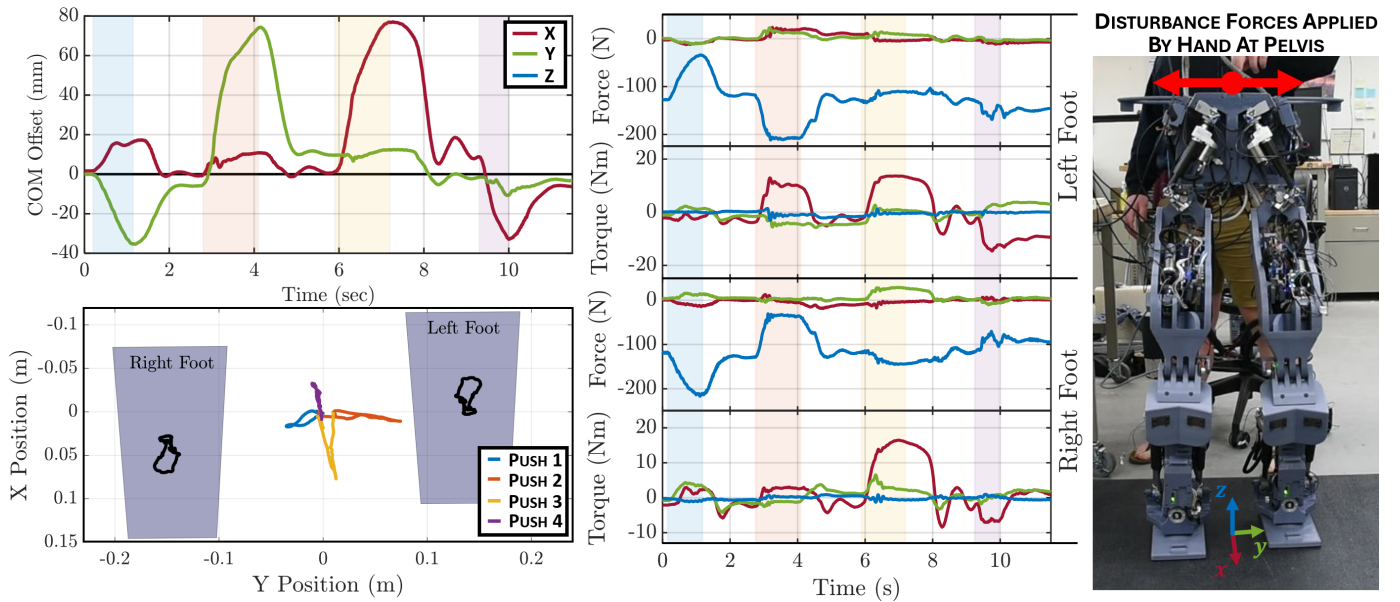 80
60
40
20
0
-20
-40
COM Offset (mm)
0
2
4
6
8
10
Time (sec)
X
Y
Z
-0.1
-0.05
0
0.05
0.1
0.15
X Position (m)
Right Foot
Left Foot
PUSH 1
PUSH 2
PUSH 3
PUSH 4
-0.2
-0.1
0
0.1
0.2
Y Position (m)
Force (N)
0
-100
-200
Torque (Nm)
20
0
-20
Left Foot
Force (N)
0
-100
-200
Torque (Nm)
20
10
0
-10
Right Foot
0
2
4
6
8
10
Time (s)
DISTURBANCE FORCES APPLIED
BY HAND AT PELVIS
z
y
x